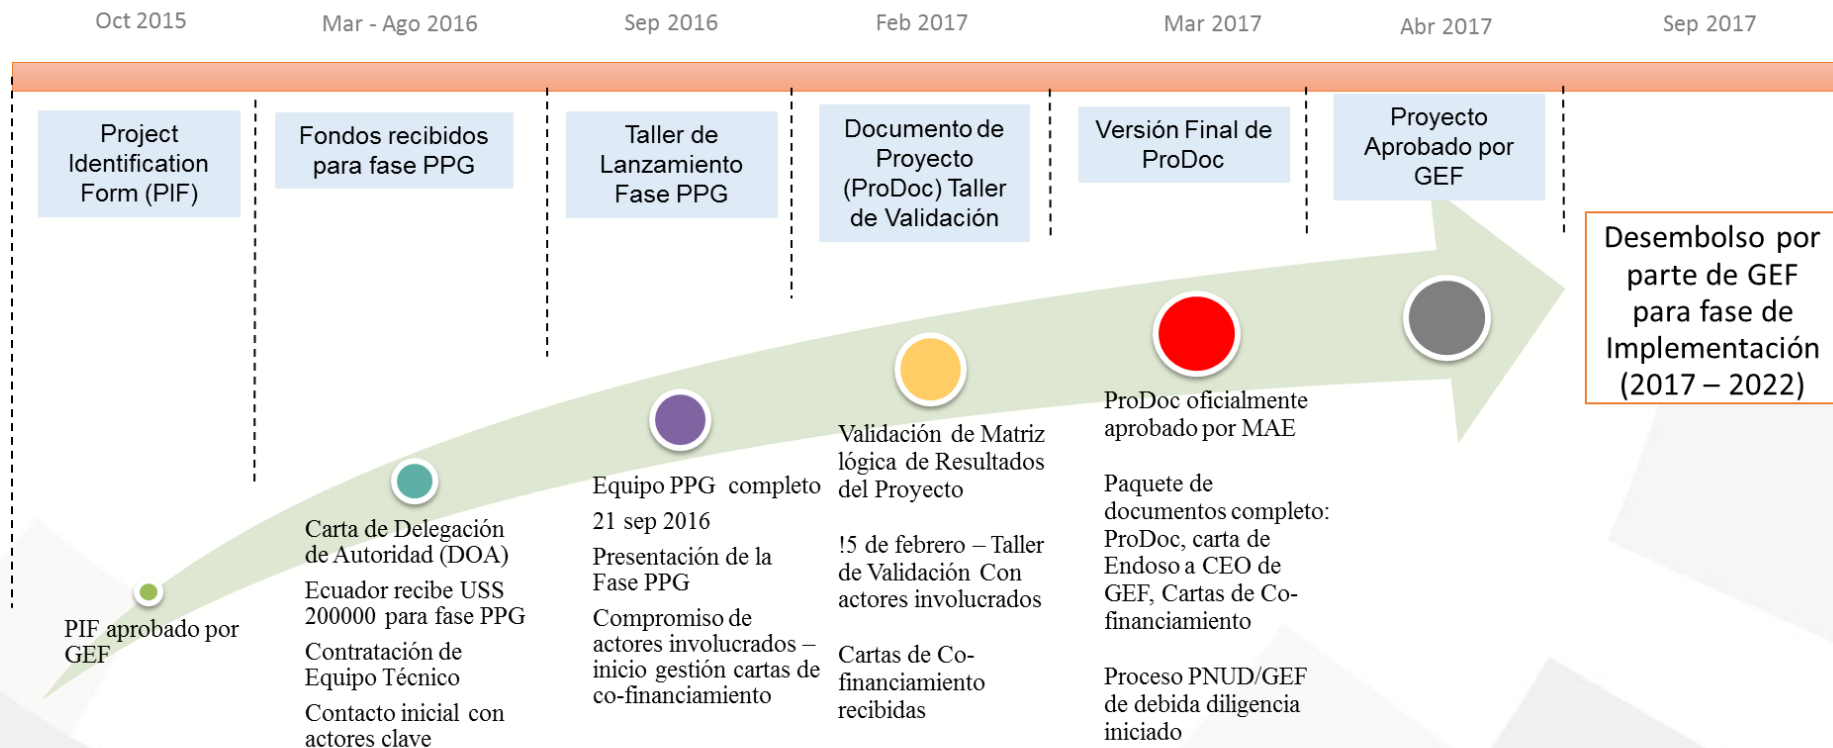 Oct 2015
Mar - Ago 2016
Sep 2016
Feb 2017
Mar 2017
Abr 2017
Sep 2017
Project
Identification
Form (PIF)
Fondos recibidos
para fase PPG
Taller de
Lanzamiento
Fase PPG
Documento de
Proyecto
(ProDoc) Taller
de Validación
Versión Final de
ProDoc
Proyecto
Aprobado por
GEF
Desembolso por
parte de GEF
para fase de
Implementación
(2017 – 2022)
PIF aprobado por
GEF
Carta de Delegación
de Autoridad (DOA)
Ecuador recibe USS
200000 para fase PPG
Contratación de
Equipo Técnico
Contacto inicial con
actores clave
Equipo PPG completo
21 sep 2016
Presentación de la
Fase PPG
Compromiso de
actores involucrados –
inicio gestión cartas de
co-financiamiento
Validación de Matriz
lógica de Resultados
del Proyecto
!5 de febrero – Taller
de Validación Con
actores involucrados
Cartas de Co-
financiamiento
recibidas
ProDoc oficialmente
aprobado por MAE
Paquete de
documentos completo:
ProDoc, carta de
Endoso a CEO de
GEF, Cartas de Co-
financiamiento
Proceso PNUD/GEF
de debida diligencia
iniciado